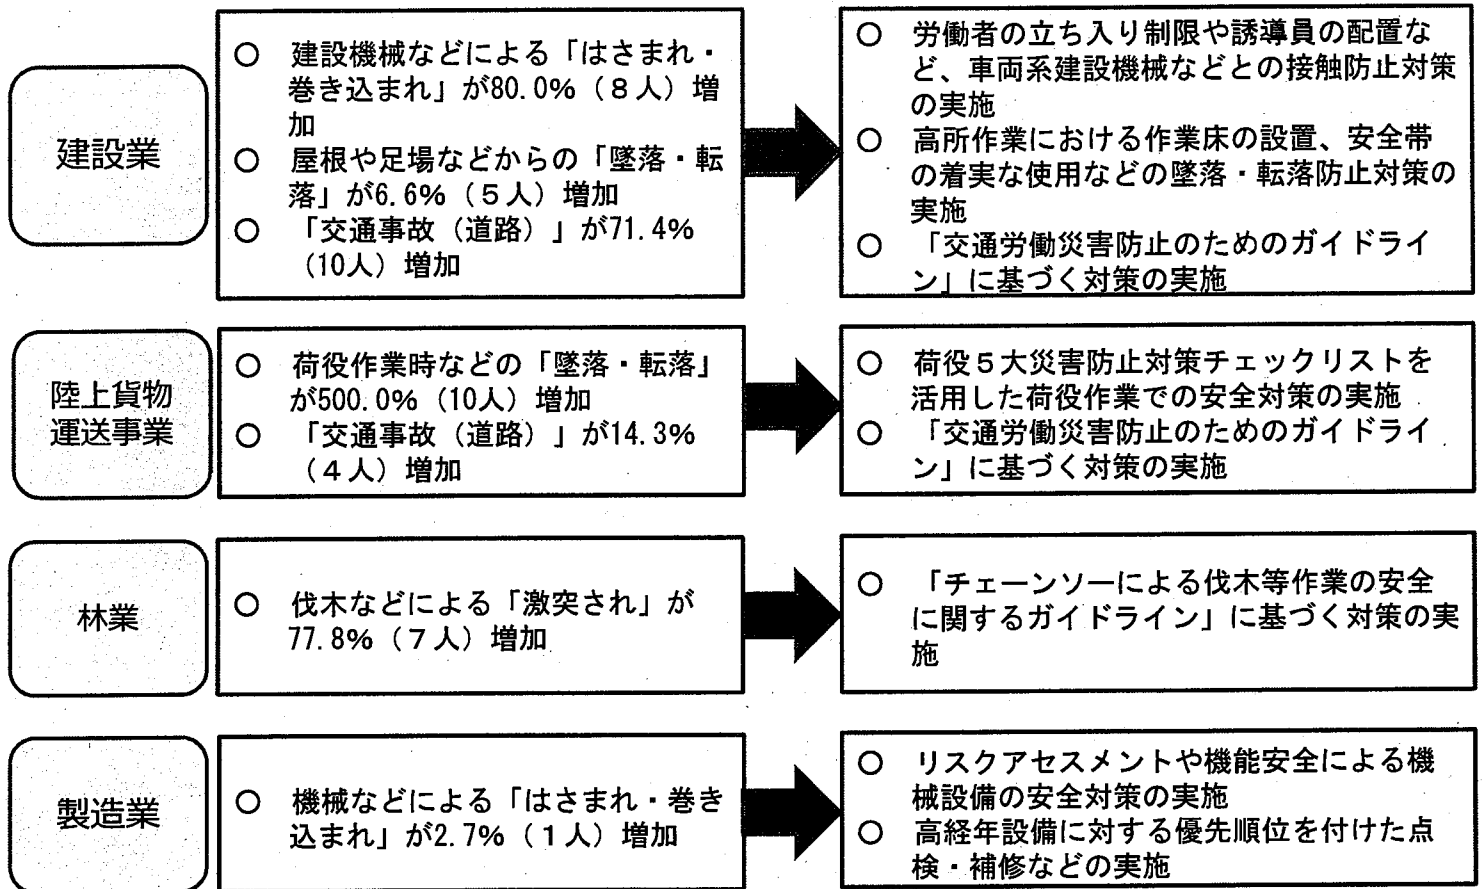 建設業
○ 建設機械などによる「はさまれ・
巻き込まれ」が80.0%（８人）増
加
○ 屋根や足場などからの「墜落・転
落」が6.6%（５人）増加
○ 「交通事故（道路）」が71.4%
（10人）増加
○ 労働者の立ち入り制限や誘導員の配置な
ど、車両系建設機械などとの接触防止対策
の実施
○ 高所作業における作業床の設置、安全帯
の着実な使用などの墜落・転落防止対策の
実施
○ 「交通労働災害防止のためのガイドライ
ン」に基づく対策の実施
陸上貨物
運送事業
○ 荷役作業時などの「墜落・転落」
が500.0%（10人）増加
○ 「交通事故（道路）」が14.3%
（４人）増加
○ 荷役５大災害防止対策チェックリストを
活用した荷役作業での安全対策の実施
○ 「交通労働災害防止のためのガイドライ
ン」に基づく対策の実施
林業
○ 伐木などによる「激突され」が
77.8%（７人）増加
○ 「チェーンソーによる伐木等作業の安全
に関するガイドライン」に基づく対策の実
施
製造業
○ 機械などによる「はさまれ・巻き
込まれ」が2.7%（１人）増加
○ リスクアセスメントや機能安全による機
械設備の安全対策の実施
○ 高経年設備に対する優先順位を付けた点
検・補修などの実施